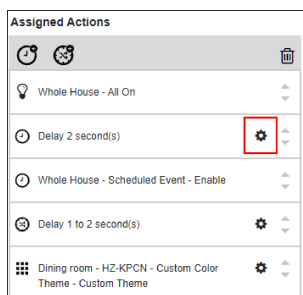 Assigned Actions
Whole House - All On
Delay 2 second(s)
Whole House - Scheduled Event - Enable
Delay 1 to 2 second(s)
Dining room - HZ-KPCN - Custom Color
Theme - Custom Theme